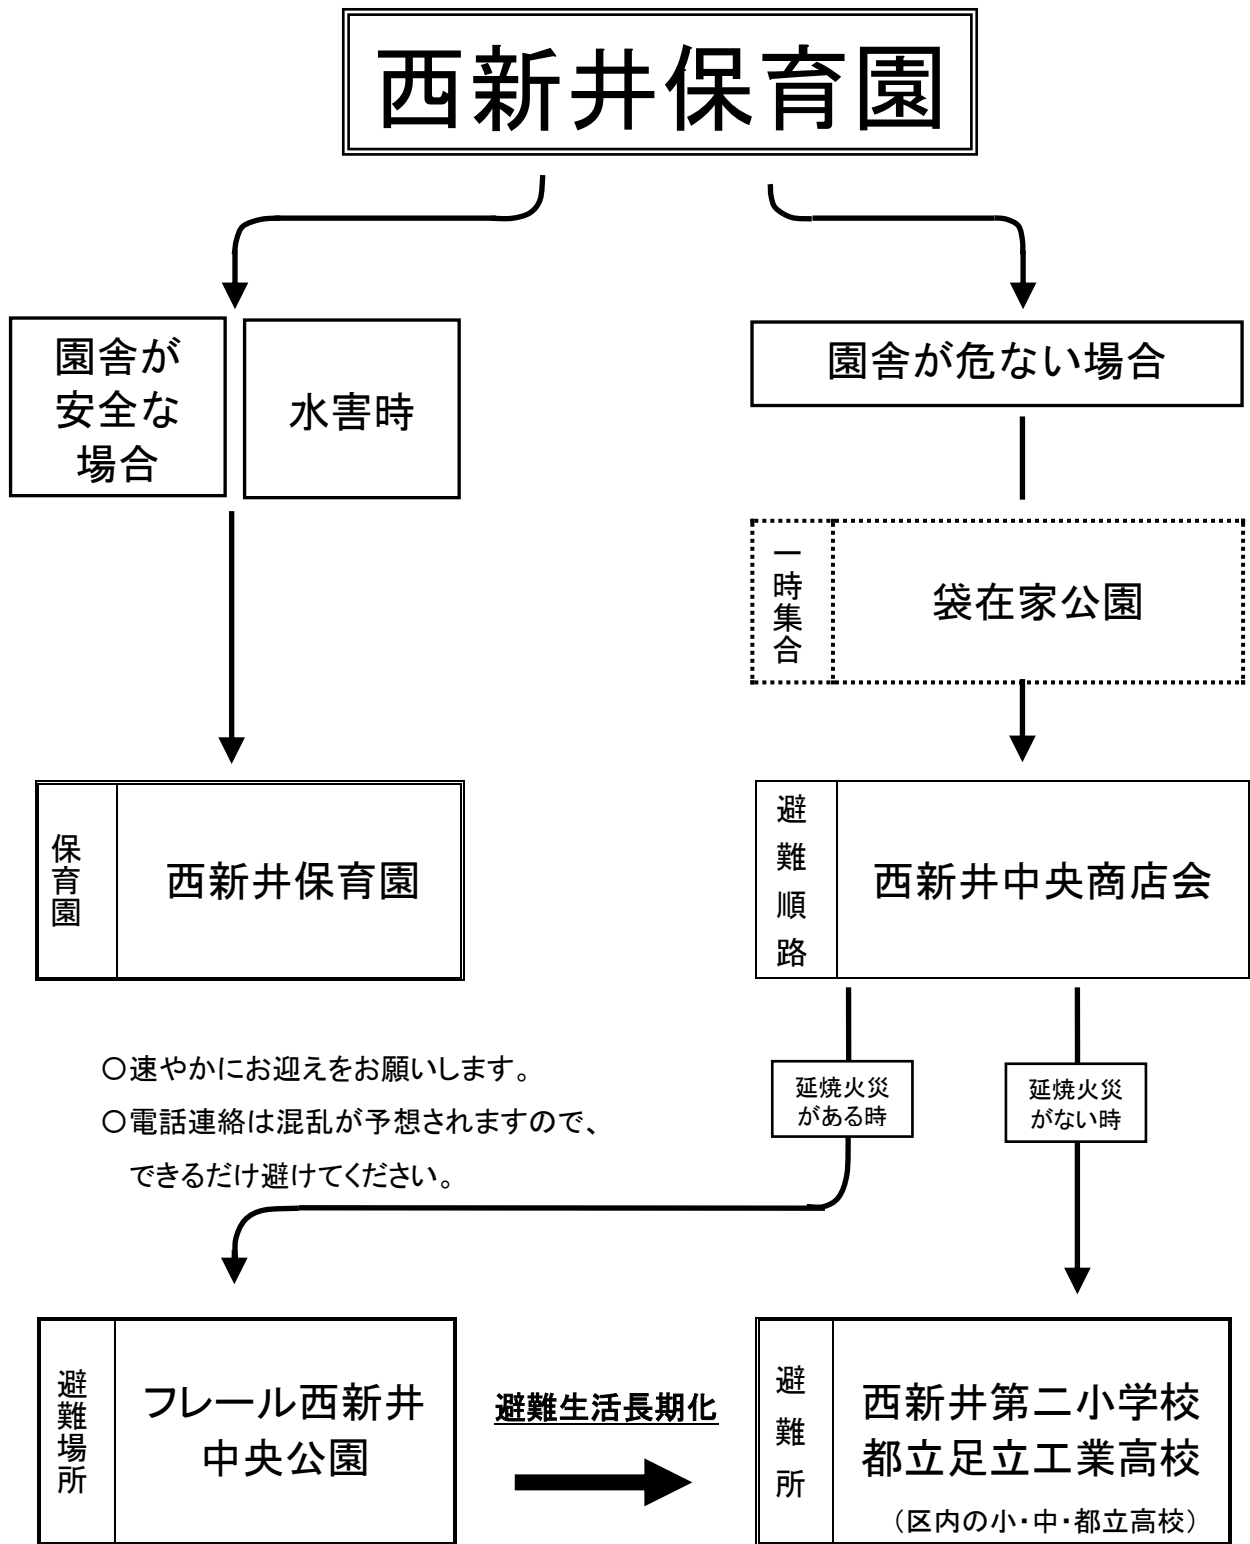 西新井保育園
園舎が
安全な
場合
水害時
園舎が危ない場合
一時集合
袋在家公園
保育園
西新井保育園
避難順路
西新井中央商店会
〇速やかにお迎えをお願いします。
〇電話連絡は混乱が予想されますので、
できるだけ避けてください。
延焼火災
がある時
延焼火災
がない時
避難場所
フレール西新井
中央公園
避難生活長期化
避難所
西新井第二小学校
都立足立工業高校
（区内の小・中・都立高校）